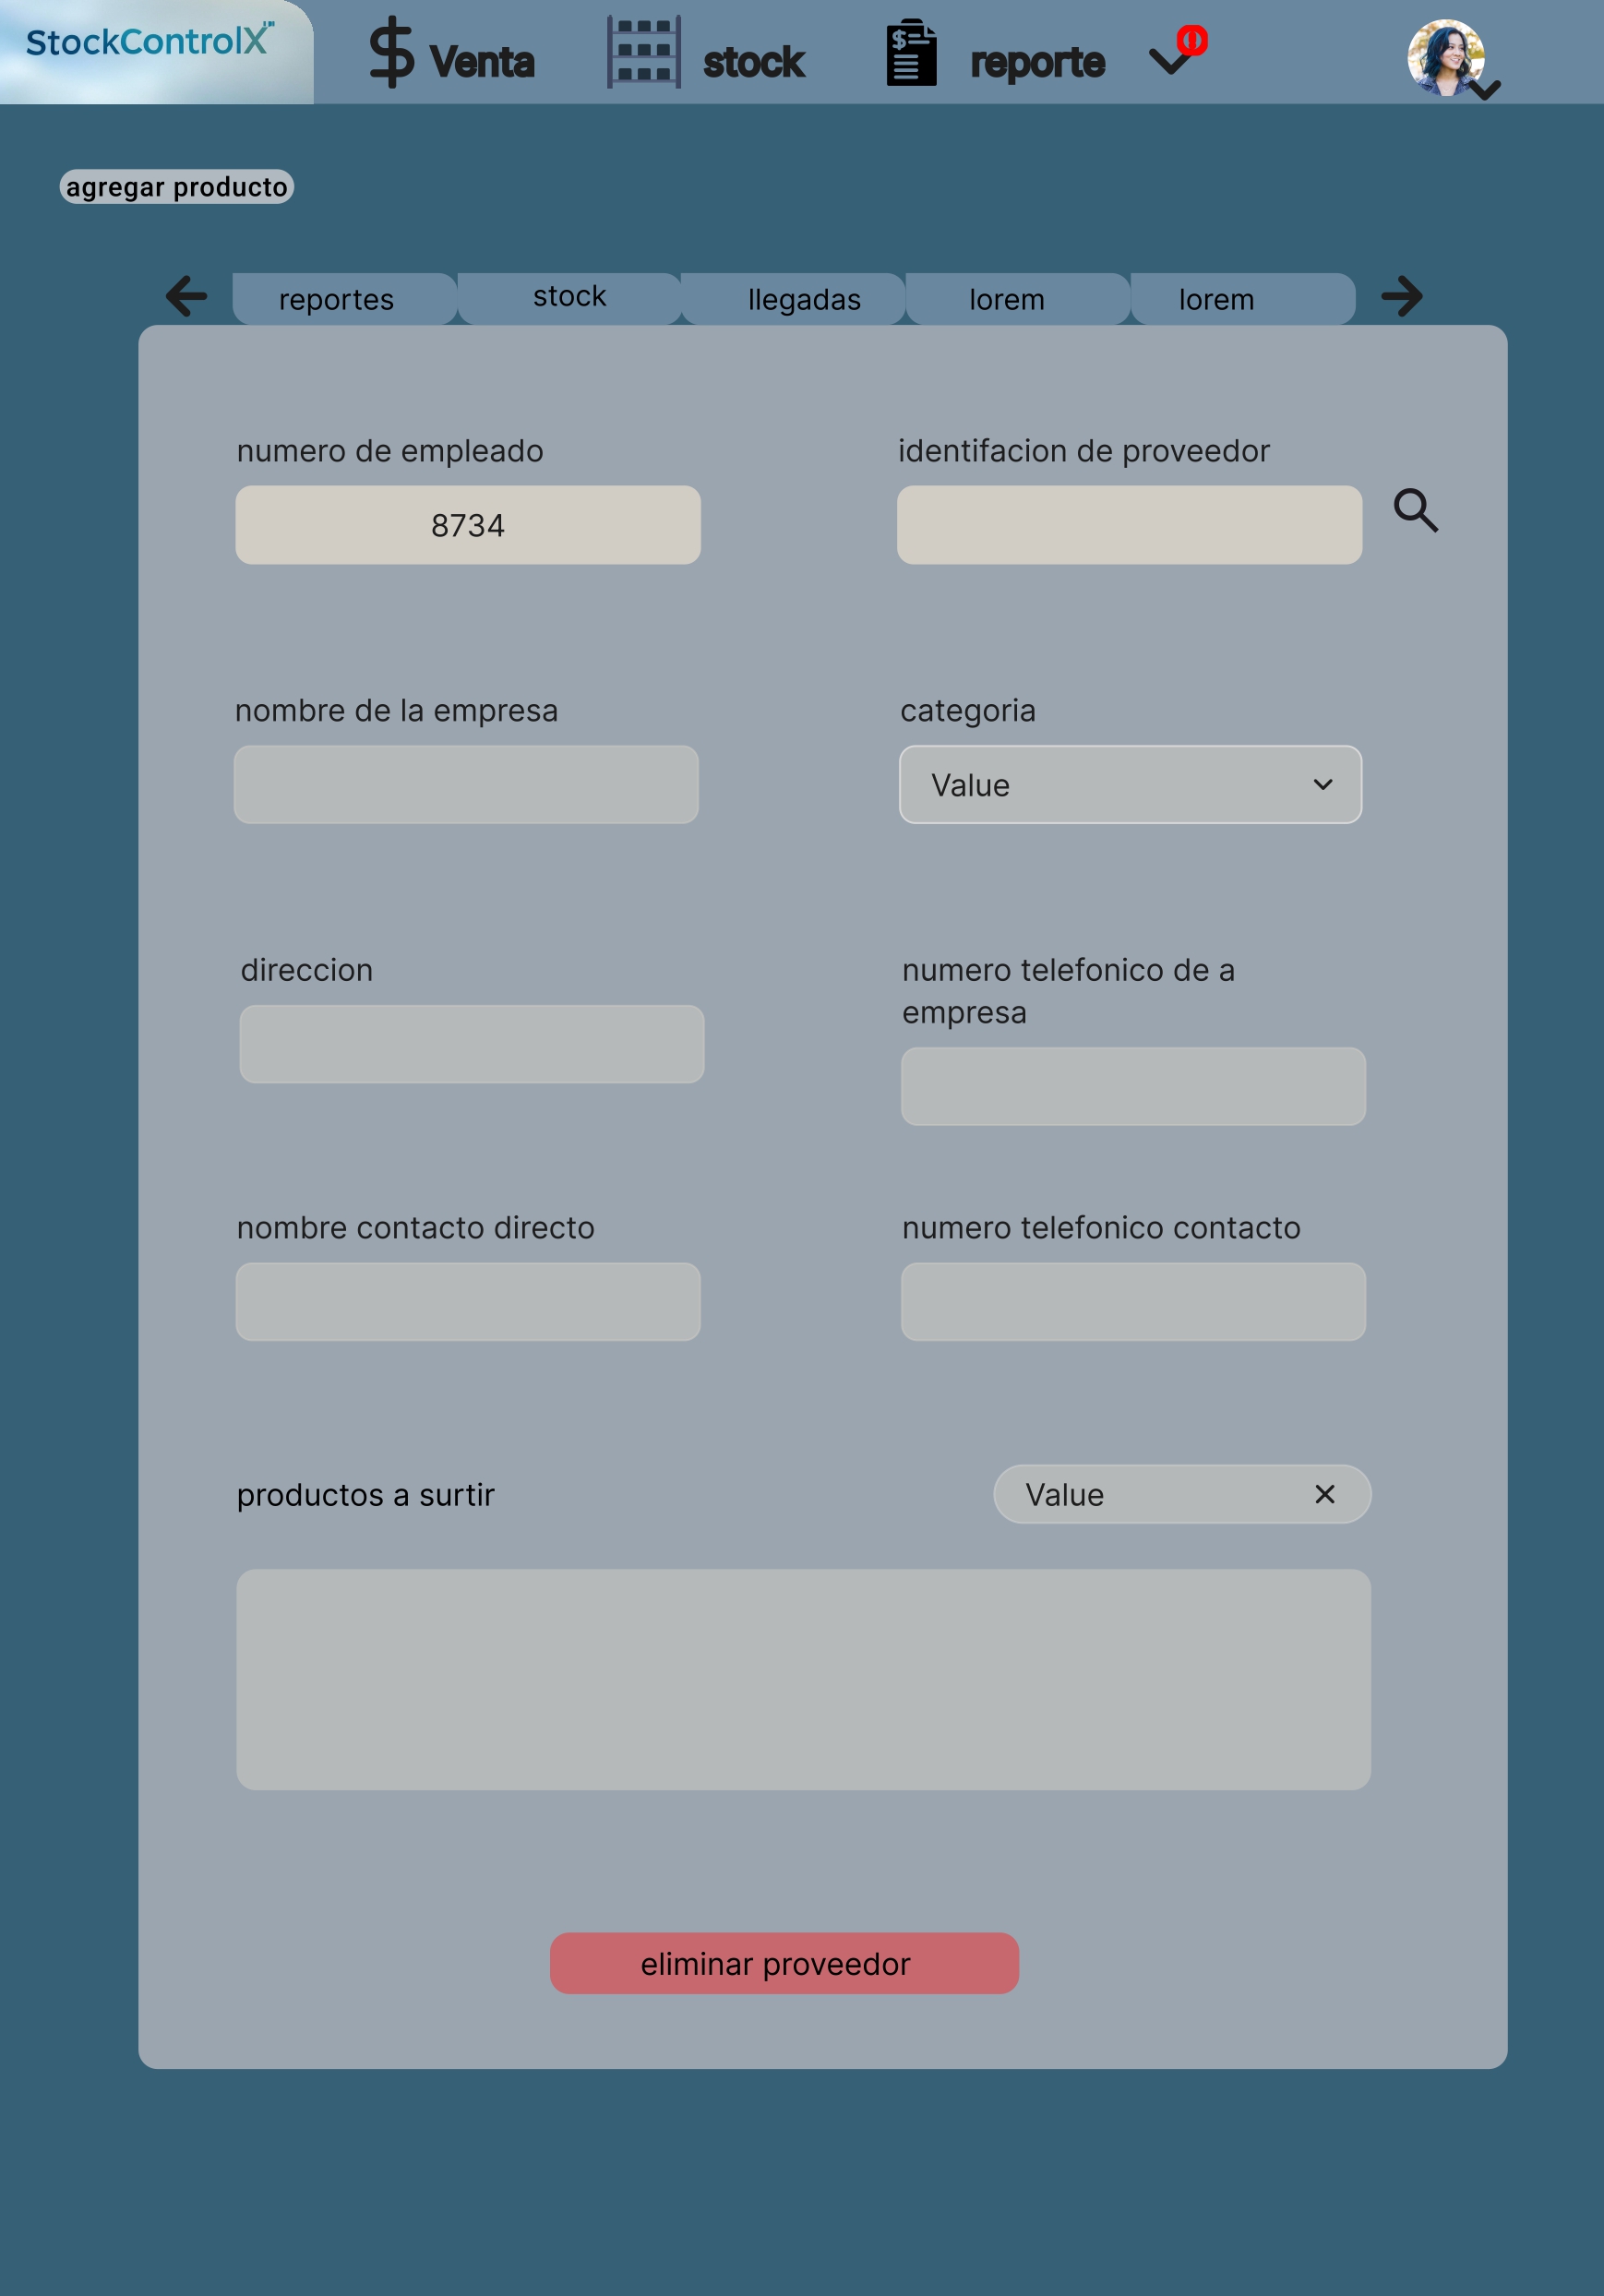 StockControlX
$ Venta
stock
reporte
0
agregar producto
reportes
stock
llegadas
lorem
lorem
numero de empleado
identifacion de proveedor
8734
nombre de la empresa
categoria
Value
direccion
numero telefonico de a
empresa
nombre contacto directo
numero telefonico contacto
productos a surtir
Value
eliminar proveedor